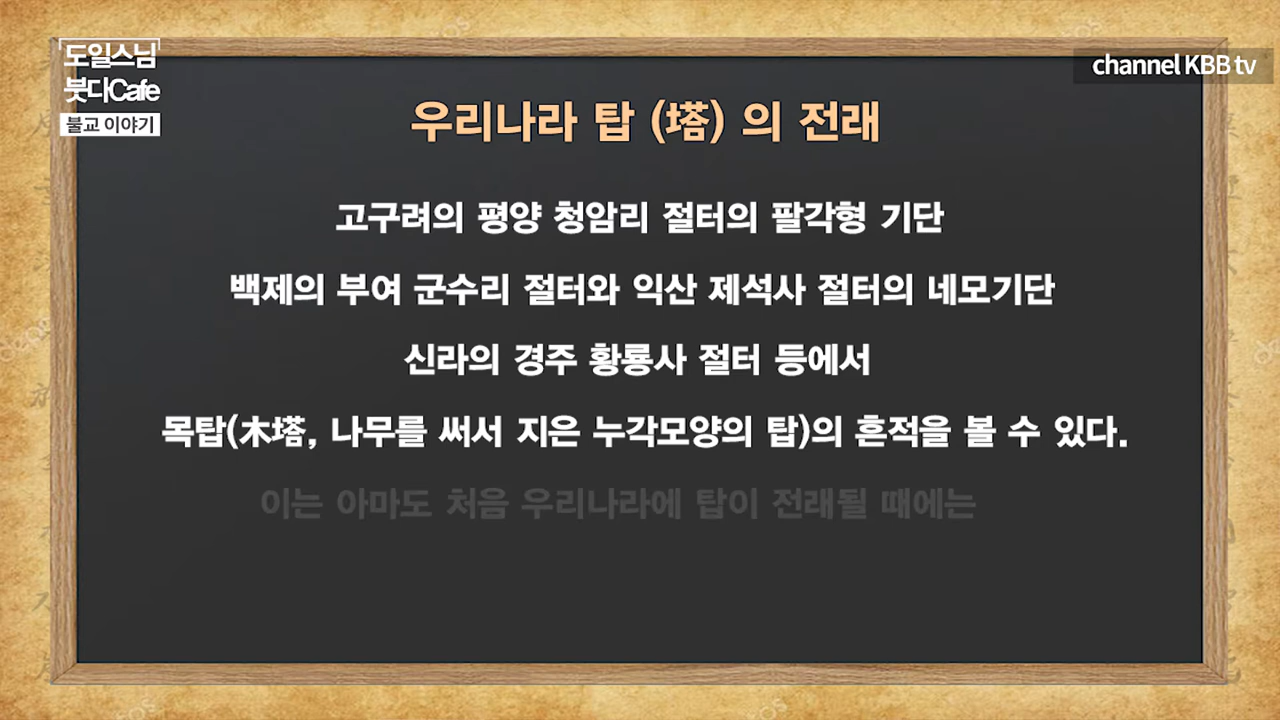 도일스님
붓다Cafe
불교 이야기
channel KBB tv
우리나라 탑 (塔) 의 전래
고구려의 평양 청암리 절터의 팔각형 기단
백제의 부여 군수리 절터와 익산 제석사 절터의 네모기단
신라의 경주 황룡사 절터 등에서
목탑(木塔, 나무를 써서 지은 누각모양의 탑)의 흔적을 볼 수 있다.
이는 아마도 처음 우리나라에 탑이 전래될 때에는